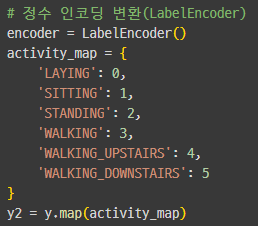 # 정수 인코딩 변환(LabelEncoder)
encoder = LabelEncoder()
activity_map = {
    'LAYING': 0,
    'SITTING': 1,
    'STANDING': 2,
    'WALKING': 3,
    'WALKING_UPSTAIRS': 4,
    'WALKING_DOWNSTAIRS': 5
}
y2 = y.map(activity_map)